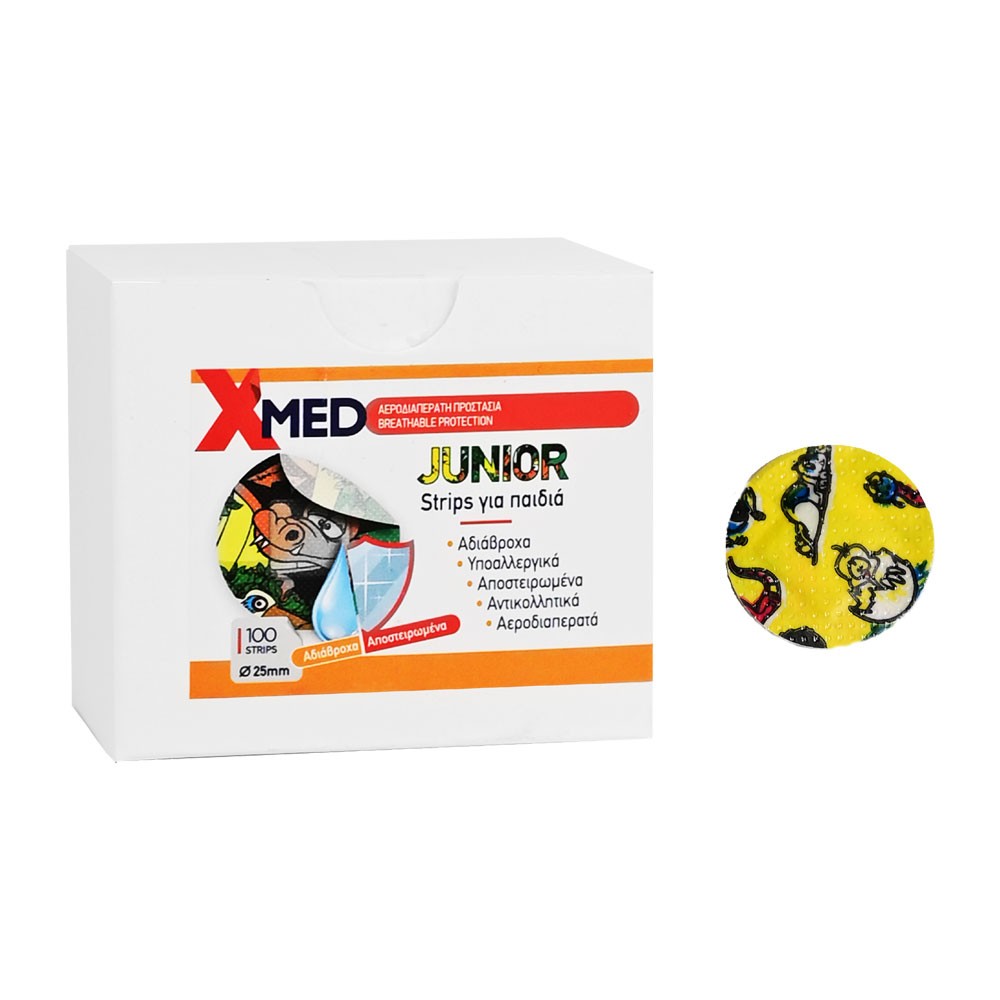 XMED
ΑΕΡΟΔΙΑΠΕΡΑΤΗ ΠΡΟΣΤΑΣΙΑ
BREATHABLE PROTECTION
JUNIOR
Strips για παιδιά
• Αδιάβροχα
• Υποαλλεργικά
• Αποστειρωμένα
• Αντικολλητικά
• Αεροδιαπερατά
100
STRIPS
Ø 25mm
Αδιάβροχα
Αποστειρωμένα